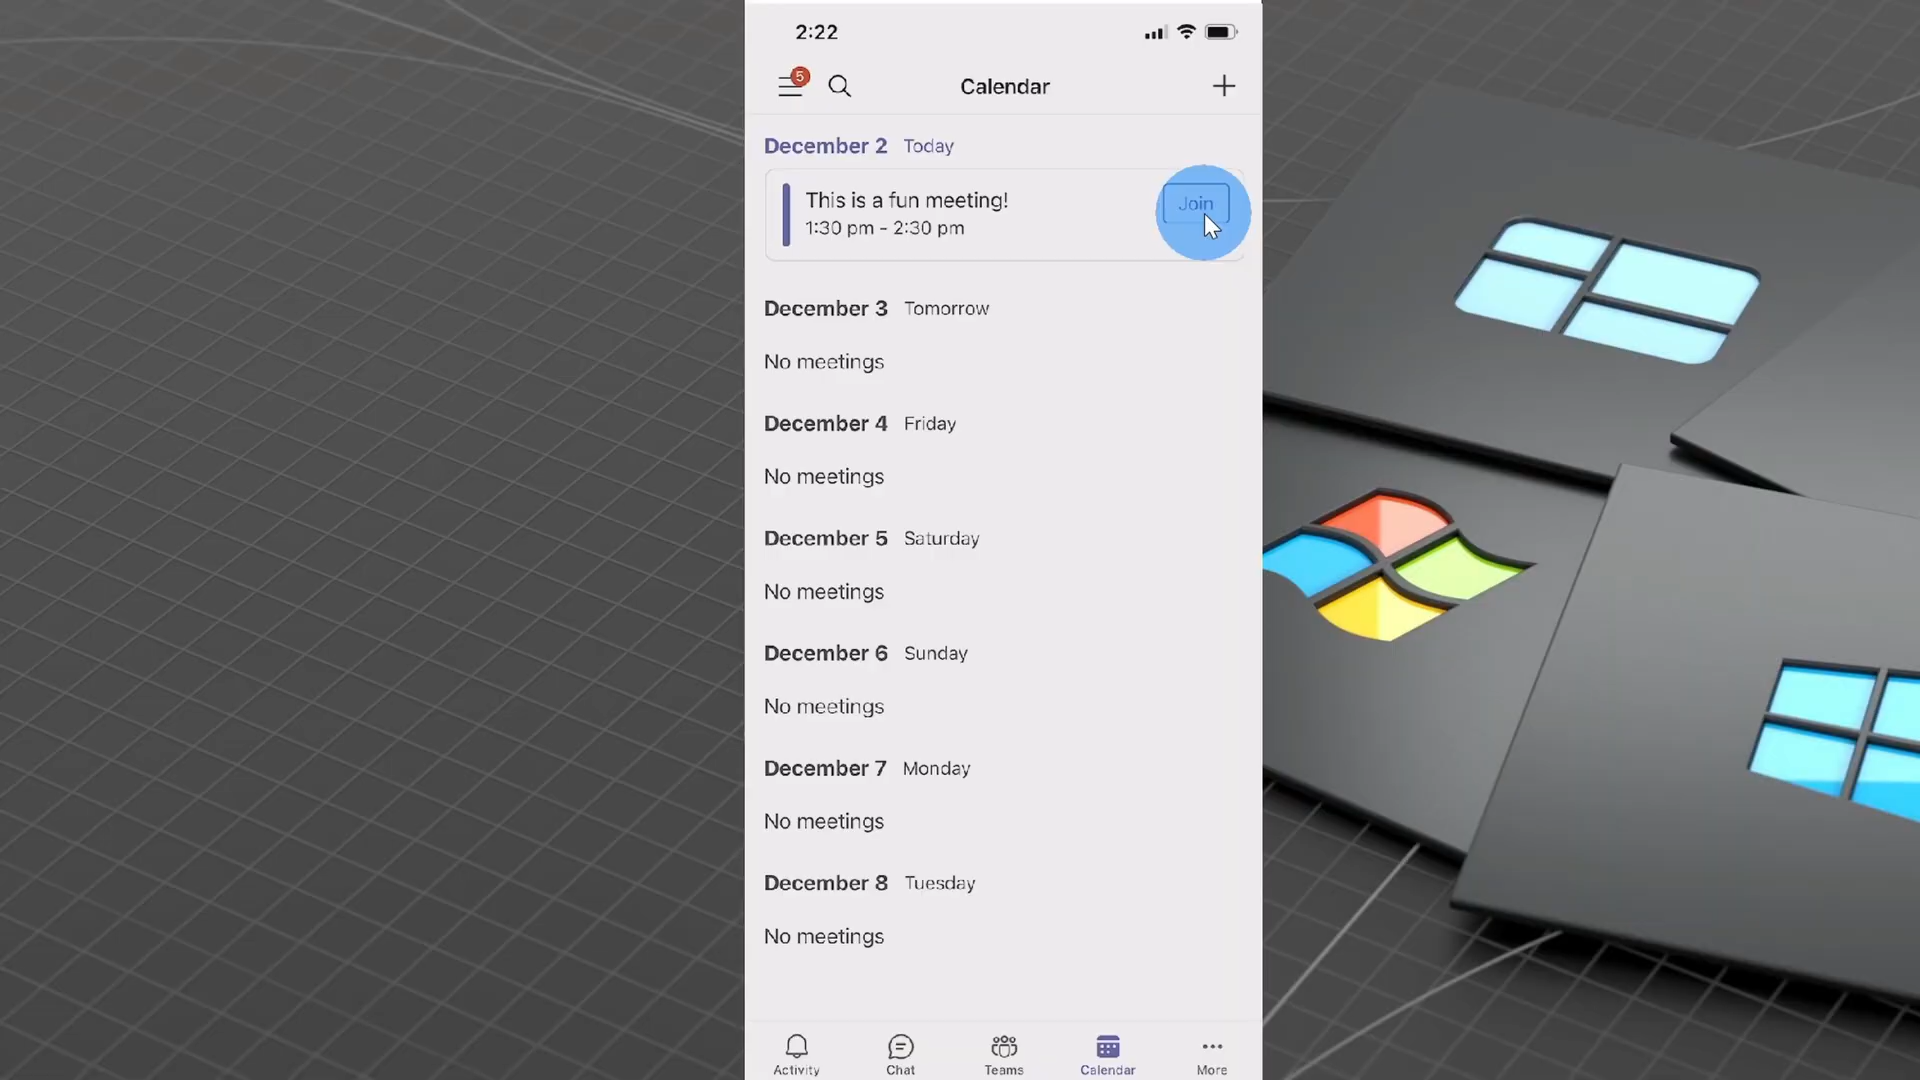 2:22
5
Calendar
December 2 Today
This is a fun meeting!
Join
1:30 pm - 2:30 pm
December 3 Tomorrow
No meetings
December 4 Friday
No meetings
December 5 Saturday
No meetings
December 6 Sunday
No meetings
December 7 Monday
No meetings
December 8 Tuesday
No meetings
Activity Chat Teams Calendar More